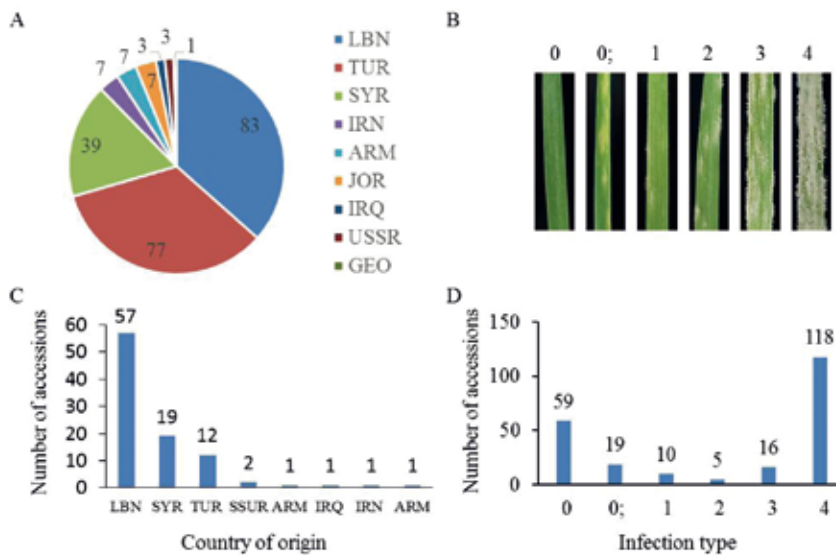 A
3
3
1
7
7
7
83
39
77
LBN
TUR
SYR
IRN
ARM
JOR
IRQ
USSR
GEO
B
0 0; 1 2 3 4
C
Number of accessions
60
50
40
30
20
10
0
57
19
12
2
1
1
1
1
LBN SYR TUR SSUR ARM IRQ IRN ARM
Country of origin
D
Number of accessions
150
100
50
0
59
19
10
5
16
118
0 0; 1 2 3 4
Infection type